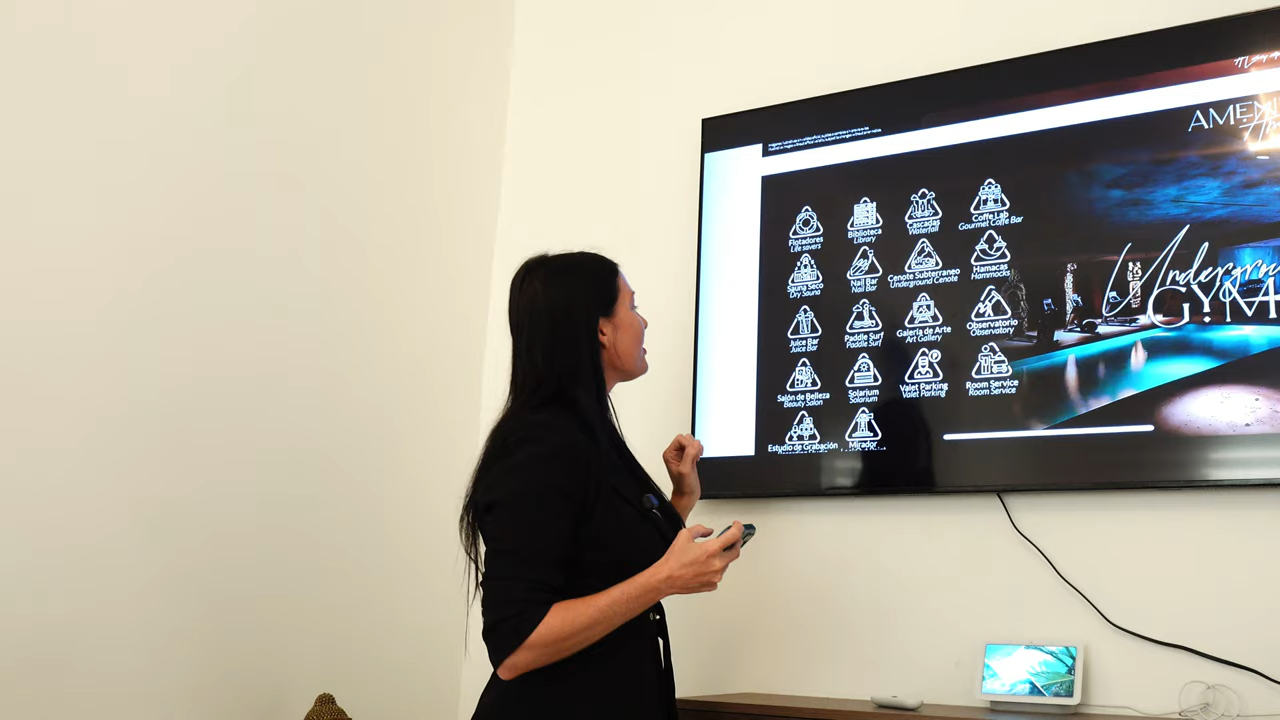 AMENI
Flotadores
Life savers
Biblioteca
Library
Cascadas
Waterfall
Coffe Lab
Gourmet Coffe Bar
Sauna Seco
Dry Sauna
Nail Bar
Nail Bar
Cenote Subterraneo
Underground Cenote
Hamacas
Hammocks
Juice Bar
Juice Bar
Paddle Surf
Paddle Surf
Galería de Arte
Art Gallery
Observatorio
Observatory
Salón de Belleza
Beauty Salon
Solarium
Solarium
Valet Parking
Valet Parking
Room Service
Room Service
Estudio de Grabación
Mirador
Undergrou
GYM